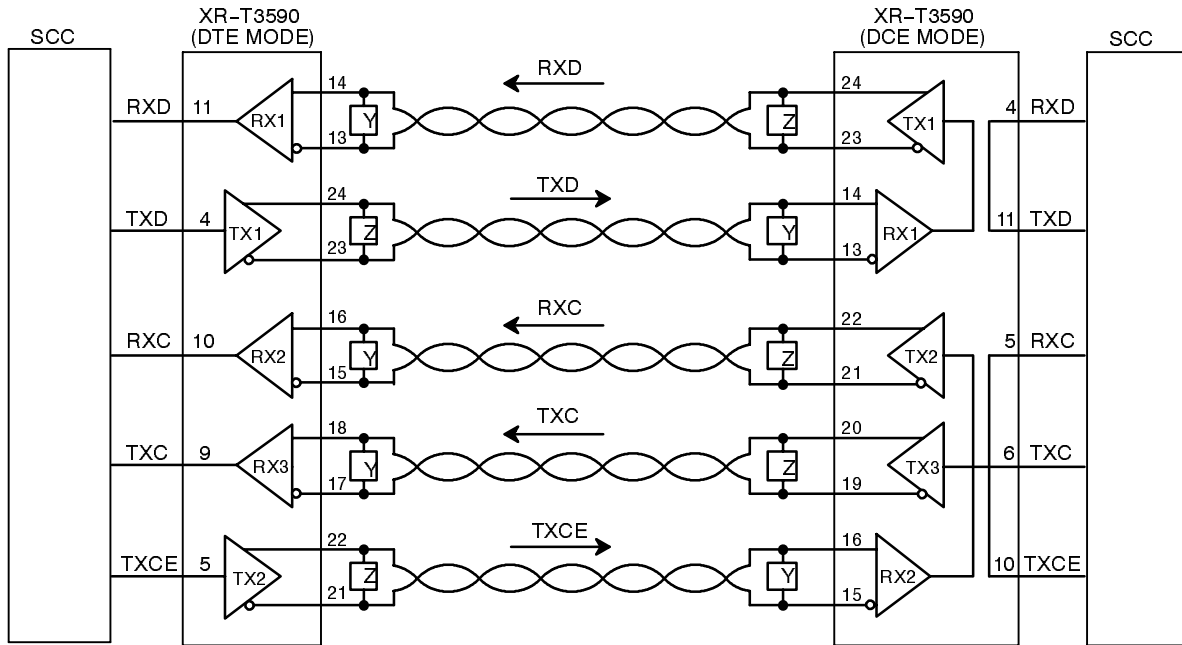 XR–T3590
(DTE MODE)
XR–T3590
(DCE MODE)
SCC
SCC
RXD
RXD 11 RX1 14 13 Y
Z 24 23 TX1 4 RXD
TXD
TXD 4 TX1 24 23 Z
Y 14 13 RX1 11 TXD
RXC
RXC 10 RX2 16 15 Y
Z 22 21 TX2 5 RXC
TXC
TXC 9 RX3 18 17 Y
Z 20 19 TX3 6 TXC
TXCE
TXCE 5 TX2 22 21 Z
Y 16 15 RX2 10 TXCE